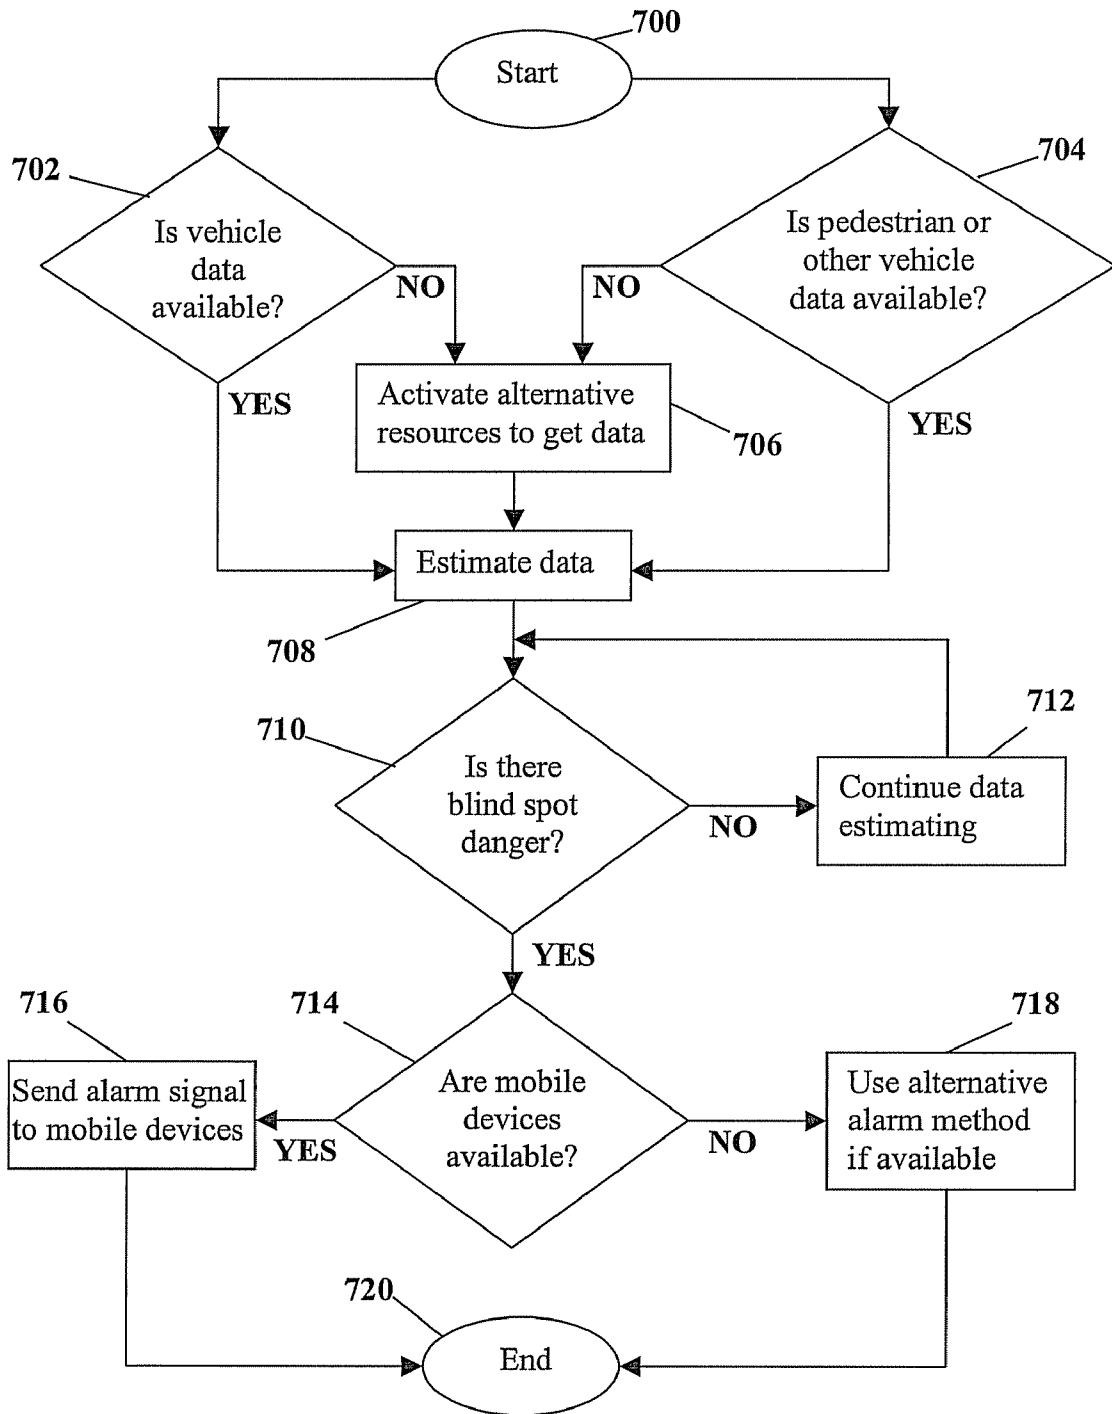 700
Start
702
704
Is vehicle
data
available?
Is pedestrian or
other vehicle
data available?
NO
NO
YES
Activate alternative
resources to get data
706
YES
Estimate data
708
710
Is there
blind spot
danger?
NO
712
Continue data
estimating
YES
716
714
718
Send alarm signal
to mobile devices
YES
Are mobile
devices
available?
NO
Use alternative
alarm method
if available
720
End